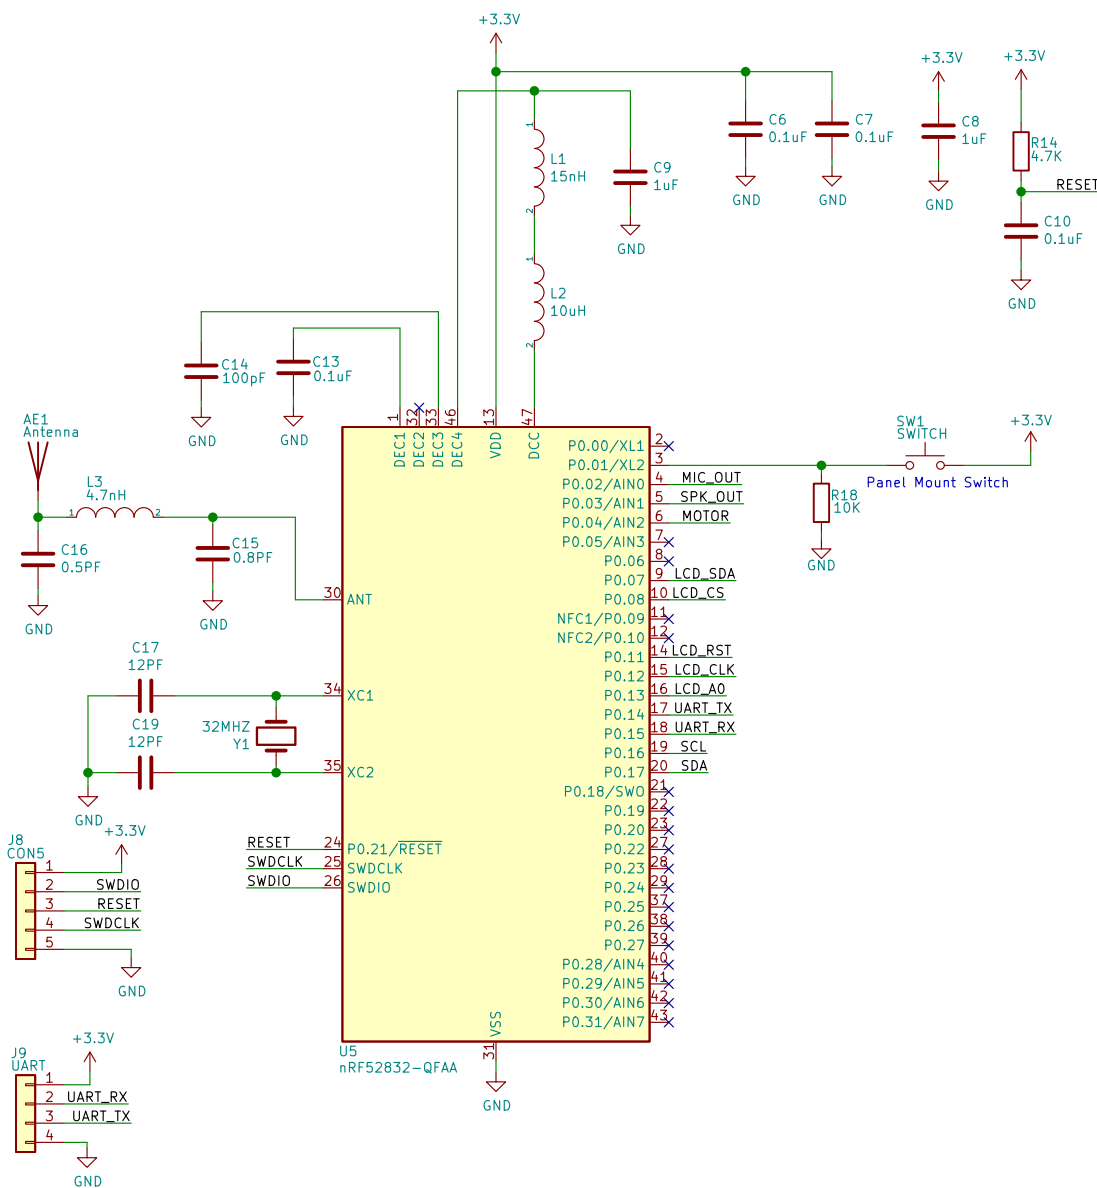 +3.3V
C6
0.1uF
GND
C7
0.1uF
GND
+3.3V
C8
1uF
GND
+3.3V
R14
4.7K
RESET
C10
0.1uF
GND
1
L1
15nH
2
C9
1uF
GND
1
L2
10uH
2
C14
100pF
GND
C13
0.1uF
GND
AE1
Antenna
L3
4.7nH
1
2
C16
0.5PF
GND
C15
0.8PF
GND
C17
12PF
C19
12PF
GND
32MHZ
Y1
1
32
33
46
13
47
DEC1
DEC2
DEC3
DEC4
VDD
DCC
30 ANT
34 XC1
35 XC2
RESET 24 P0.21/RESET
SWDCLK 25 SWDCLK
SWDIO 26 SWDIO
P0.00/XL1 2
P0.01/XL2 3
P0.02/AIN0 4 MIC_OUT
P0.03/AIN1 5 SPK_OUT
P0.04/AIN2 6 MOTOR
P0.05/AIN3 7
P0.06 8
P0.07 9 LCD_SDA
P0.08 10 LCD_CS
NFC1/P0.09 11
NFC2/P0.10 12
P0.11 14 LCD_RST
P0.12 15 LCD_CLK
P0.13 16 LCD_A0
P0.14 17 UART_TX
P0.15 18 UART_RX
P0.16 19 SCL
P0.17 20 SDA
P0.18/SWO 21
P0.19 22
P0.20 23
P0.22 27
P0.23 28
P0.24 29
P0.25 37
P0.26 38
P0.27 39
P0.28/AIN4 40
P0.29/AIN5 41
P0.30/AIN6 42
P0.31/AIN7 43
VSS
31
GND
U5
nRF52832-QFAA
SW1
SWITCH
+3.3V
Panel Mount Switch
R18
10K
GND
J8
CON5
+3.3V
1
2 SWDIO
3 RESET
4 SWDCLK
5
GND
J9
UART
+3.3V
1
2 UART_RX
3 UART_TX
4
GND